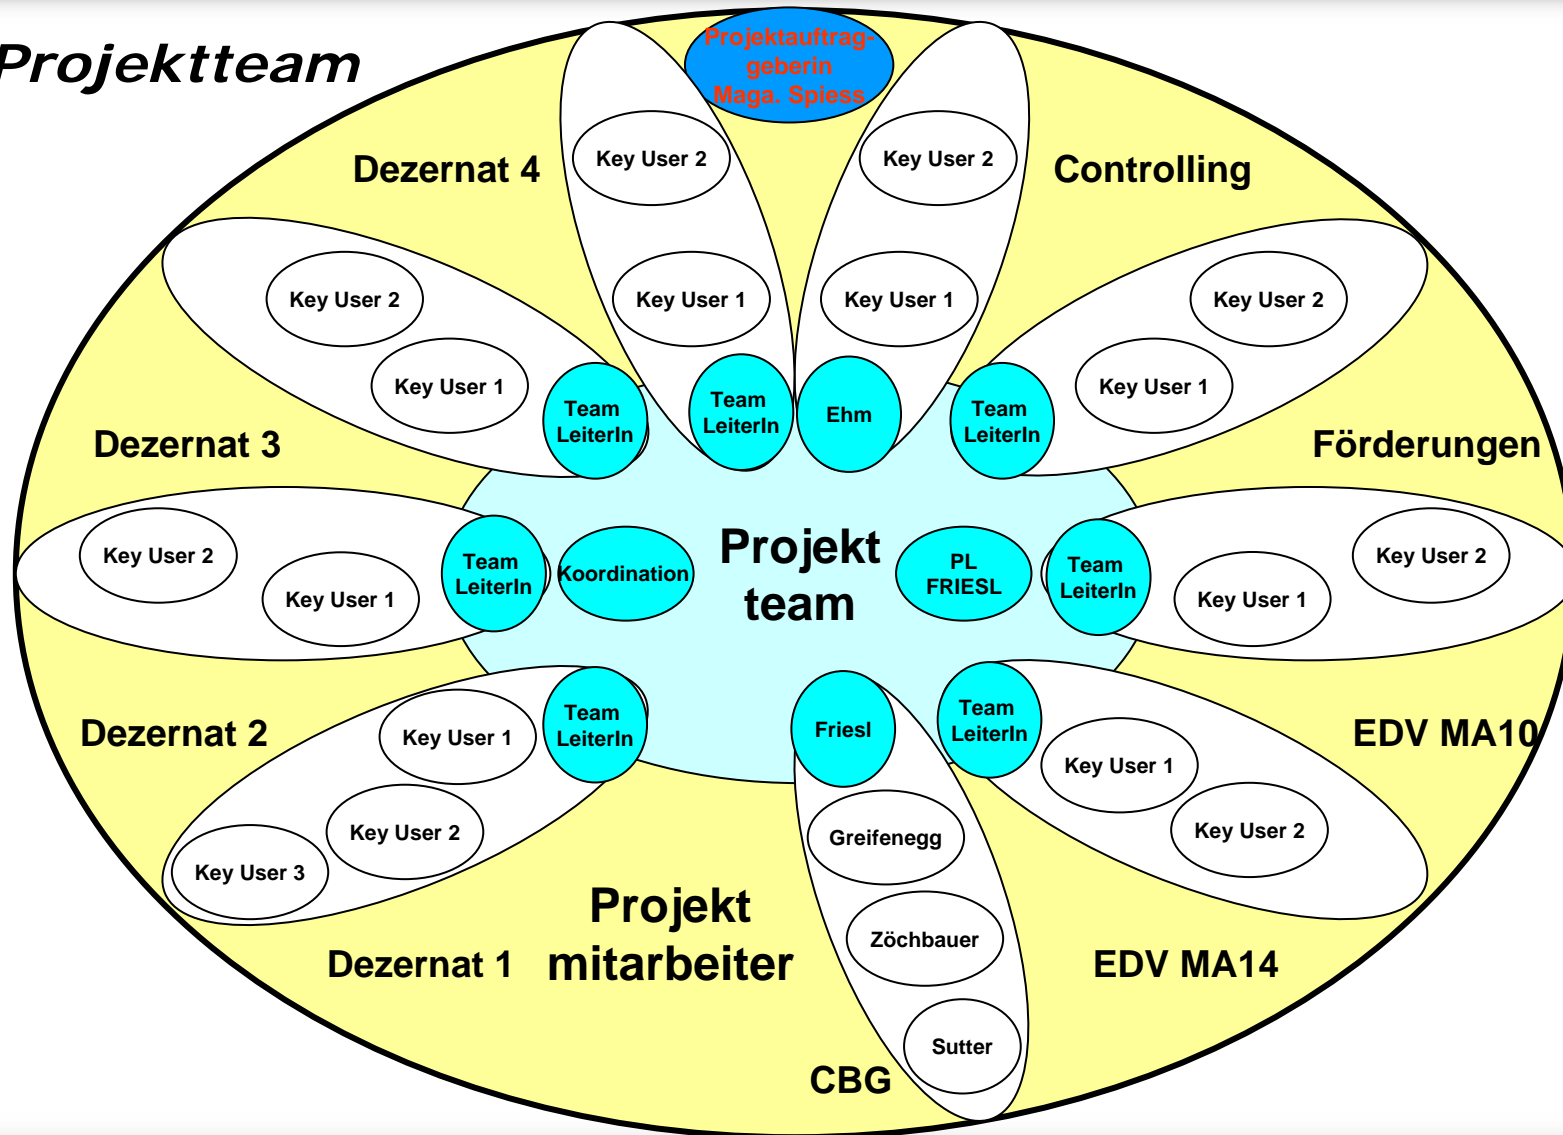 Projektteam
Projektauftrag-
geberin
Maga. Spiess
Dezernat 4
Key User 2
Key User 2
Controlling
Key User 2
Key User 1
Key User 1
Key User 2
Key User 1
Key User 1
Team
LeiterIn
Team
LeiterIn
Ehm
Team
LeiterIn
Dezernat 3
Förderungen
Key User 2
Key User 1
Team
LeiterIn
Koordination
Projekt
team
PL
FRIESL
Team
LeiterIn
Key User 1
Key User 2
Dezernat 2
Key User 1
Team
LeiterIn
Friesl
Team
LeiterIn
Key User 1
EDV MA10
Key User 3
Key User 2
Greifenegg
Key User 2
Projekt
mitarbeiter
Zöchbauer
Dezernat 1
EDV MA14
Sutter
CBG